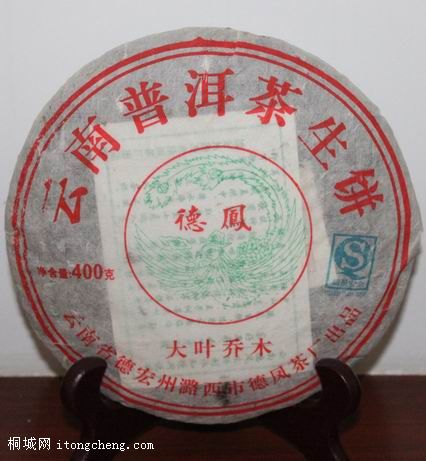 云南普洱茶生饼
德鳳
净含量:400克
大叶乔木
云南省德宏州潞西市德凤茶厂出品
桐城网 itongcheng.com